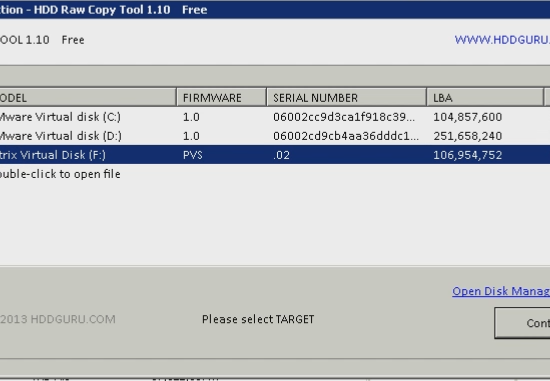 ction - HDD Raw Copy Tool 1.10 Free
OOL 1.10 Free WWW.HDDGURU.
ODEL FIRMWARE SERIAL NUMBER LBA
Mware Virtual disk (C:) 1.0 06002cc9d3ca1f918c39... 104,857,600
Mware Virtual disk (D:) 1.0 06002cd9cb4aa36dddc1... 251,658,240
trix Virtual Disk (F:) PVS .02 106,954,752
ouble-click to open file
Open Disk Manag
2013 HDDGURU.COM Please select TARGET Cont